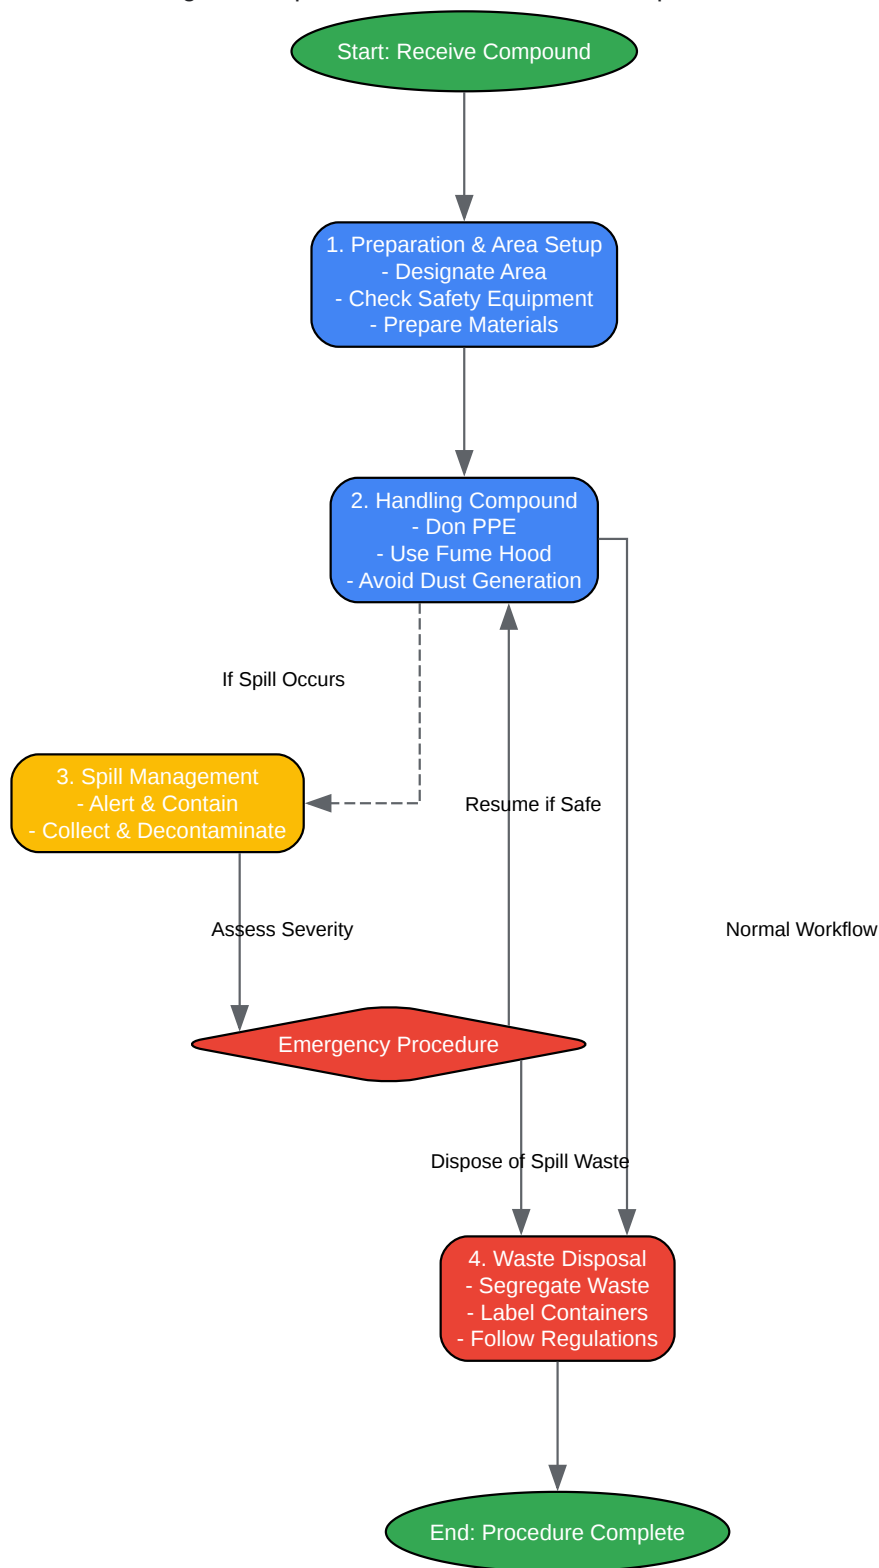 Start: Receive Compound
1. Preparation & Area Setup
- Designate Area
- Check Safety Equipment
- Prepare Materials
2. Handling Compound
- Don PPE
- Use Fume Hood
- Avoid Dust Generation
If Spill Occurs
3. Spill Management
- Alert & Contain
- Collect & Decontaminate
Resume if Safe
Assess Severity
Normal Workflow
Emergency Procedure
Dispose of Spill Waste
4. Waste Disposal
- Segregate Waste
- Label Containers
- Follow Regulations
End: Procedure Complete